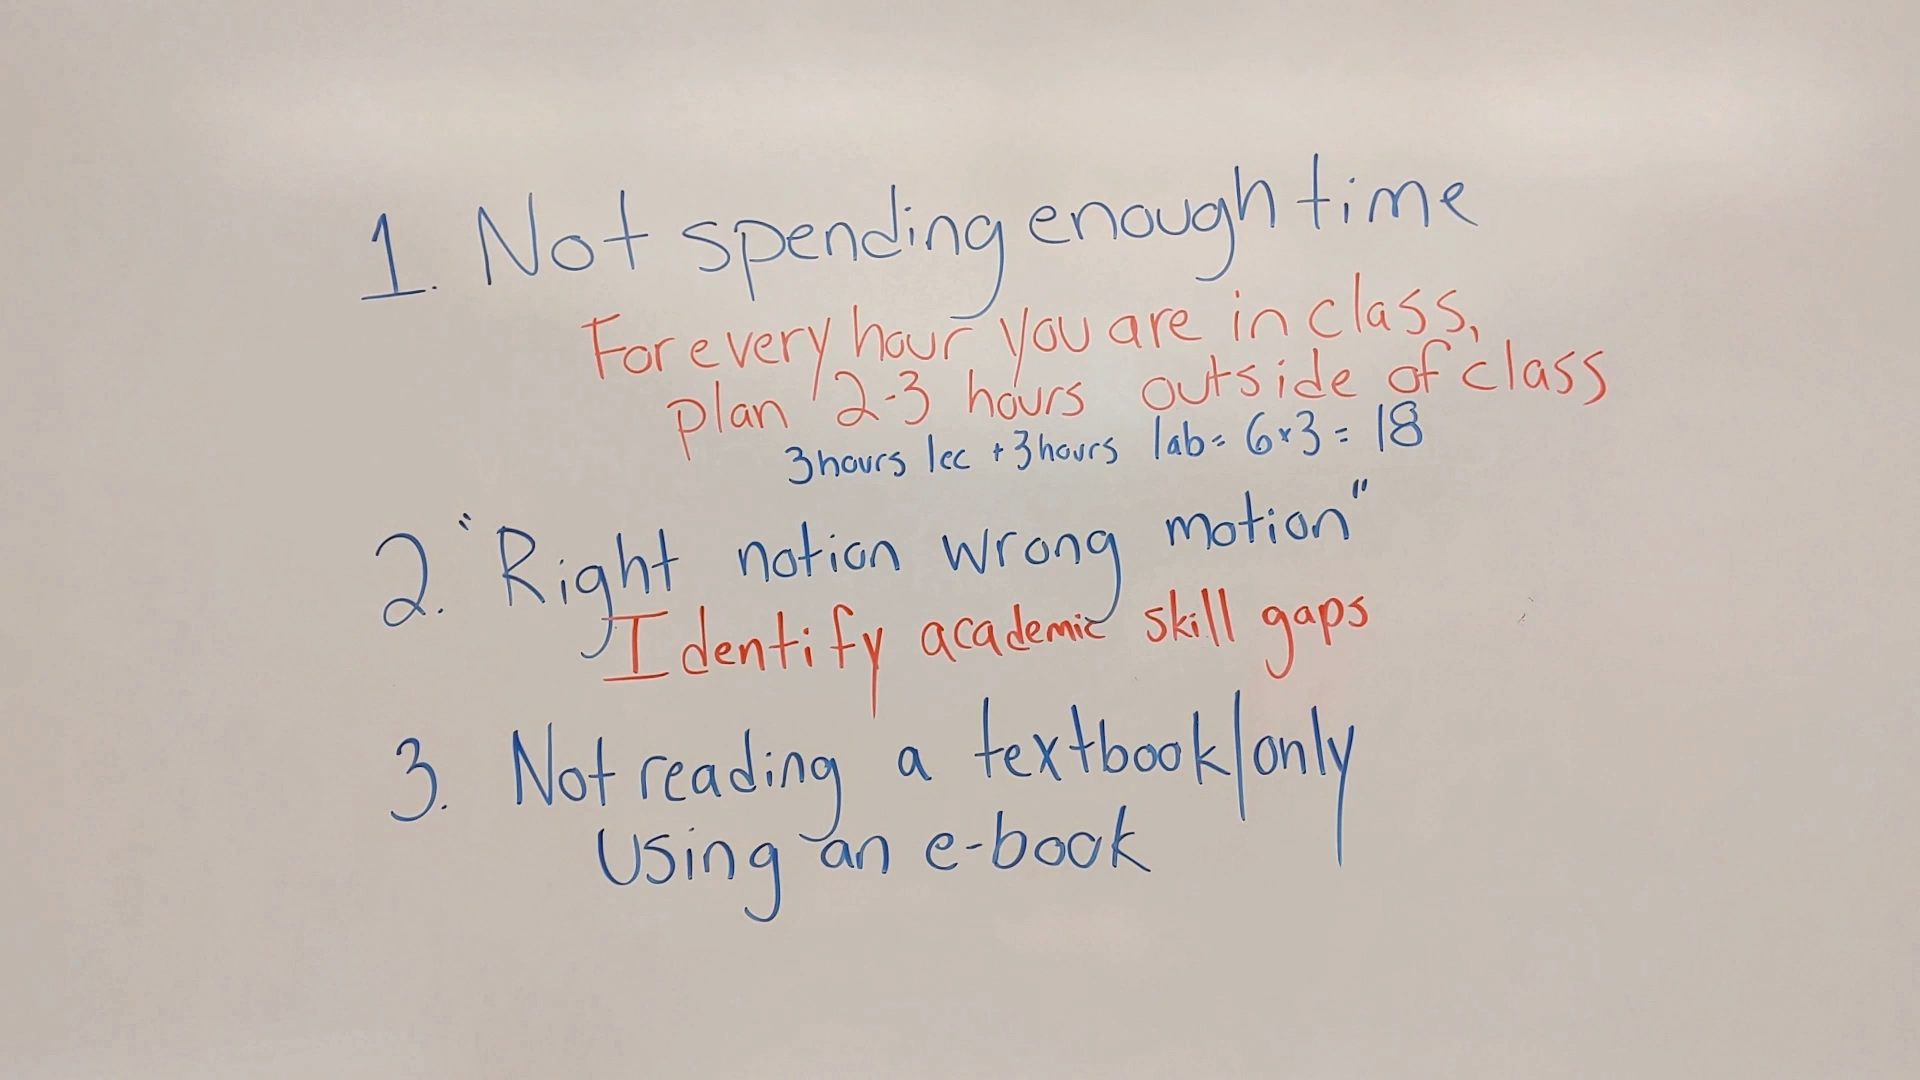 1. Not spending enough time
For every hour you are in class,
plan 2-3 hours outside of class
3 hours lec + 3 hours lab = 6 x 3 = 18
2. "Right notion wrong motion"
Identify academic skill gaps
3. Not reading a textbook/only
Using an e-book